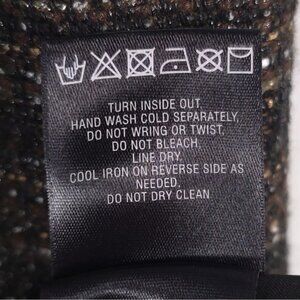 TURN INSIDE OUT.
HAND WASH COLD SEPARATELY,
DO NOT WRING OR TWIST.
DO NOT BLEACH.
LINE DRY.
COOL IRON ON REVERSE SIDE AS
NEEDED.
DO NOT DRY CLEAN